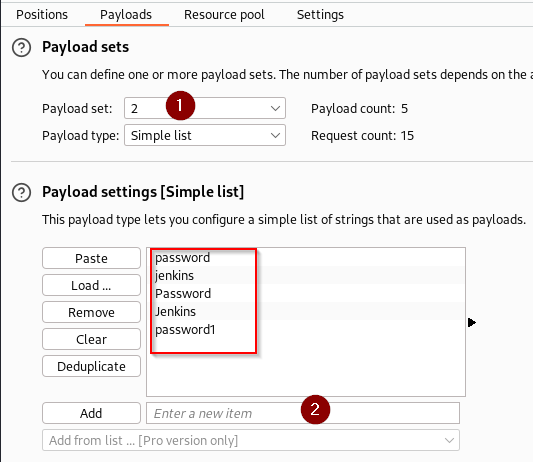 Positions Payloads Resource pool Settings
? Payload sets
You can define one or more payload sets. The number of payload sets depends on the a
Payload set: 2 1 Payload count: 5
Payload type: Simple list Request count: 15
? Payload settings [Simple list]
This payload type lets you configure a simple list of strings that are used as payloads.
Paste password
Load ... jenkins
Remove Password
Clear Jenkins
Deduplicate password1
Add Enter a new item 2
Add from list ... [Pro version only]